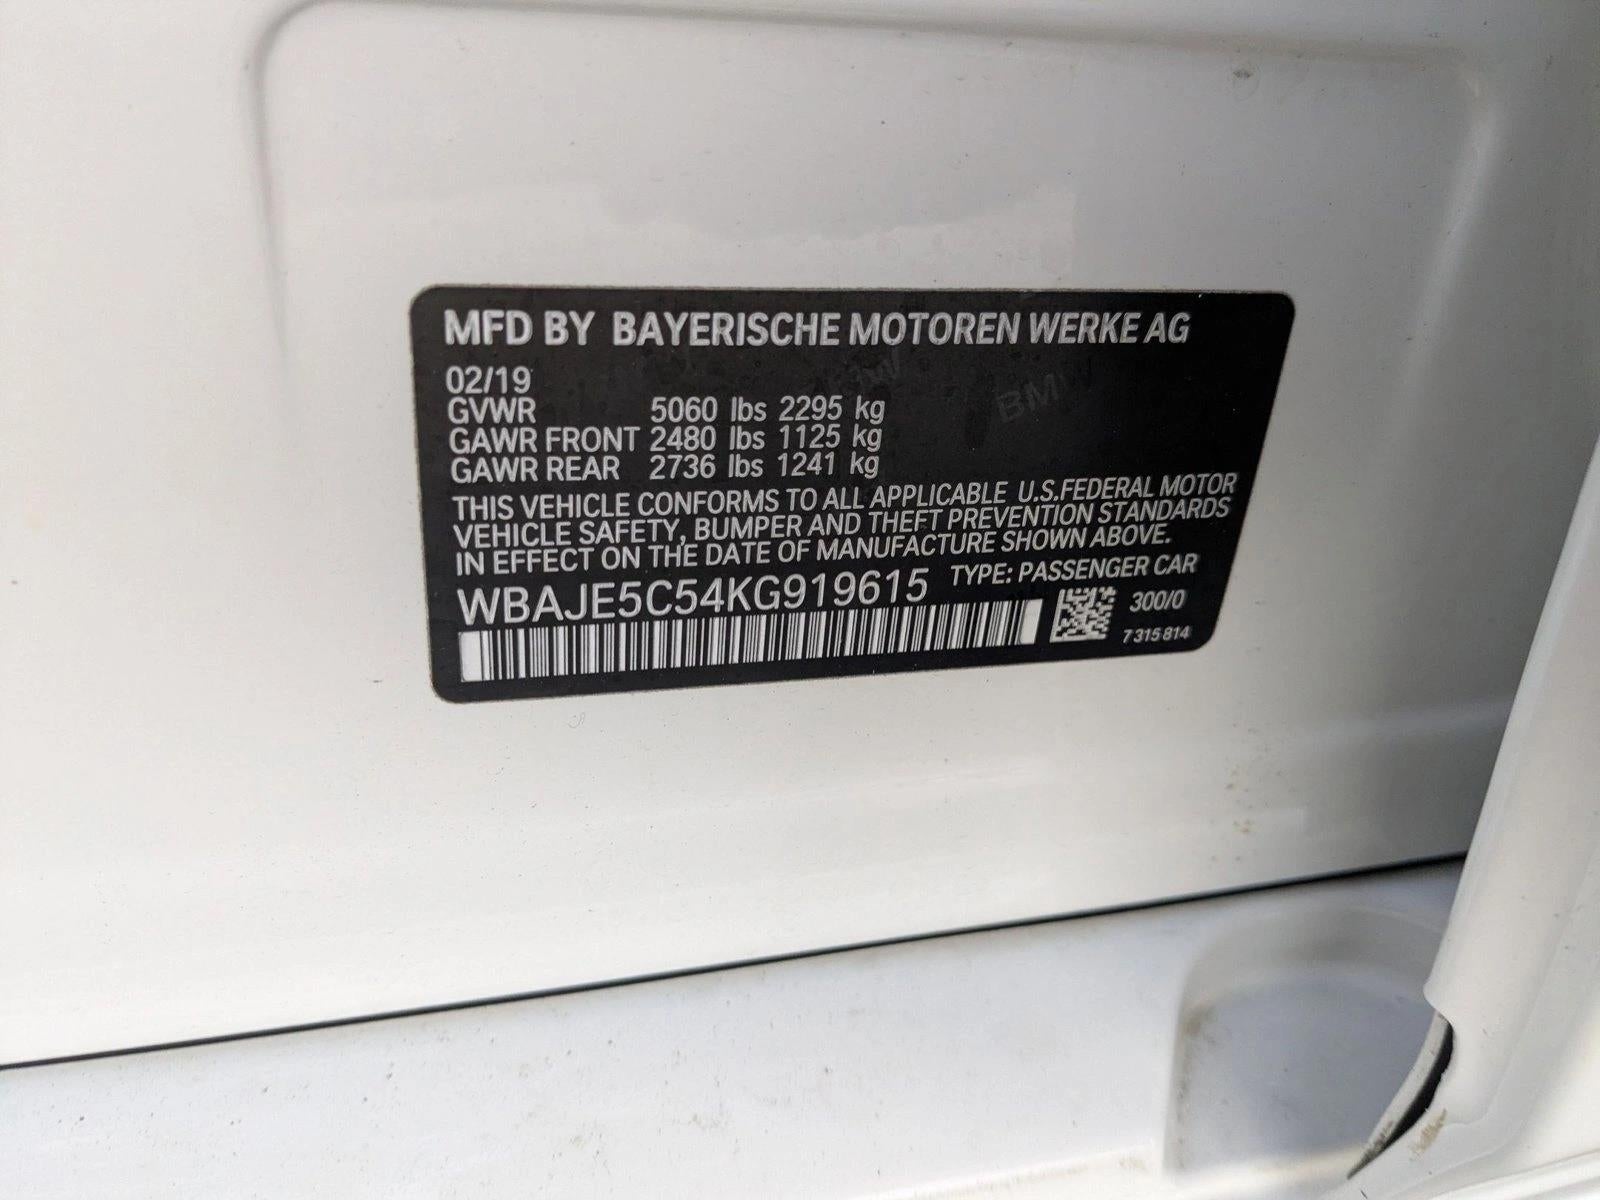 MFD BY BAYERISCHE MOTOREN WERKE AG
02/19
GVWR 5060 lbs 2295 kg
GAWR FRONT 2480 lbs 1125 kg
GAWR REAR 2736 lbs 1241 kg
THIS VEHICLE CONFORMS TO ALL APPLICABLE U.S.FEDERAL MOTOR
VEHICLE SAFETY, BUMPER AND THEFT PREVENTION STANDARDS
IN EFFECT ON THE DATE OF MANUFACTURE SHOWN ABOVE.
WBAJE5C54KG919615 TYPE: PASSENGER CAR
300/0
7 315 814
BMW